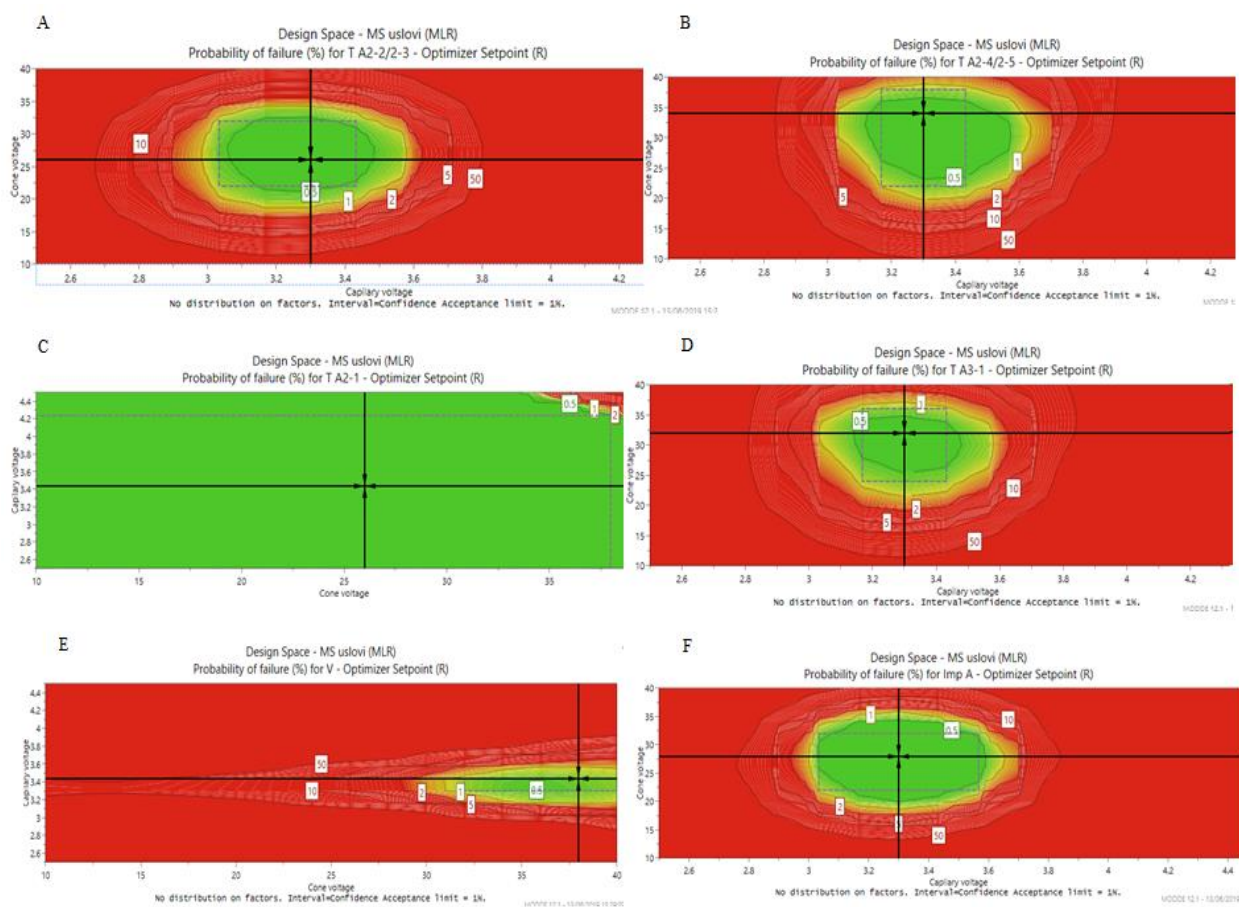 A
Design Space - MS uslovi (MLR)
Probability of failure (%) for T A2-2/2-3 - Optimizer Setpoint (R)
Cone voltage
40
35
30
25
20
15
10
10
0.5
1
2
5
50
2.6 2.8 3 3.2 3.4 3.6 3.8 4 4.2
Capilary voltage
No distribution on factors. Interval=Confidence Acceptance limit = 1%.
B
Design Space - MS uslovi (MLR)
Probability of failure (%) for T A2-4/2-5 - Optimizer Setpoint (R)
Cone voltage
40
35
30
25
20
15
10
5
0.5
1
2
10
50
2.6 2.8 3 3.2 3.4 3.6 3.8 4 4.2
Capilary voltage
No distribution on factors. Interval=Confidence Acceptance limit = 1%.
C
Design Space - MS uslovi (MLR)
Probability of failure (%) for T A2-1 - Optimizer Setpoint (R)
Capilary voltage
4.4
4.2
4
3.8
3.6
3.4
3.2
3
2.8
2.6
0.5
1
2
10 15 20 25 30 35
Cone voltage
D
Design Space - MS uslovi (MLR)
Probability of failure (%) for T A3-1 - Optimizer Setpoint (R)
Cone voltage
40
35
30
25
20
15
10
0.5
1
2
5
10
50
2.6 2.8 3 3.2 3.4 3.6 3.8 4 4.2
Capilary voltage
No distribution on factors. Interval=Confidence Acceptance limit = 1%.
E
Design Space - MS uslovi (MLR)
Probability of failure (%) for V - Optimizer Setpoint (R)
Capilary voltage
4.4
4.2
4
3.8
3.6
3.4
3.2
3
2.8
2.6
50
10
2
1
5
0.5
10 15 20 25 30 35 40
Cone voltage
No distribution on factors. Interval=Confidence Acceptance limit = 1%.
F
Design Space - MS uslovi (MLR)
Probability of failure (%) for Imp A - Optimizer Setpoint (R)
Cone voltage
40
35
30
25
20
15
10
1
0.5
10
2
5
50
2.6 2.8 3 3.2 3.4 3.6 3.8 4 4.2
Capilary voltage
No distribution on factors. Interval=Confidence Acceptance limit = 1%.